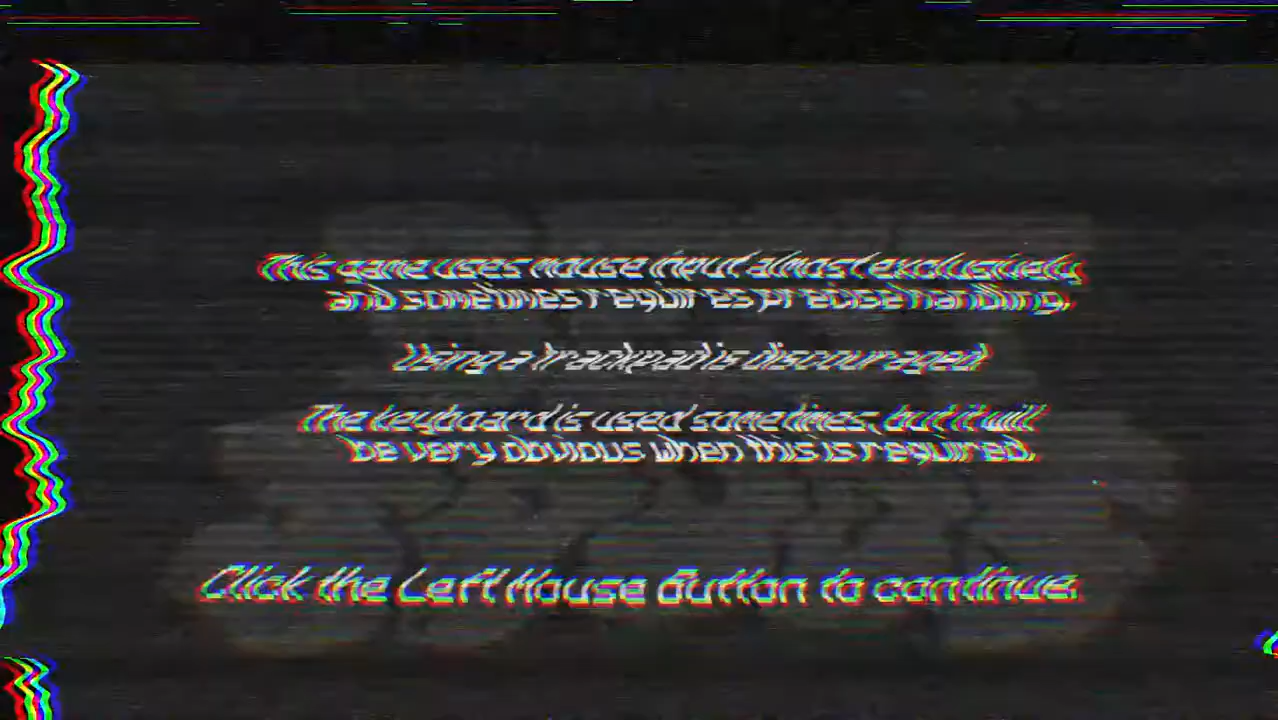 This game uses mouse input almost exclusively
and sometimes requires precise handling.
Using a trackpad is discouraged!
The keyboard is used sometimes, but it will
be very obvious when this is required.
Click the Left Mouse Button to continue.